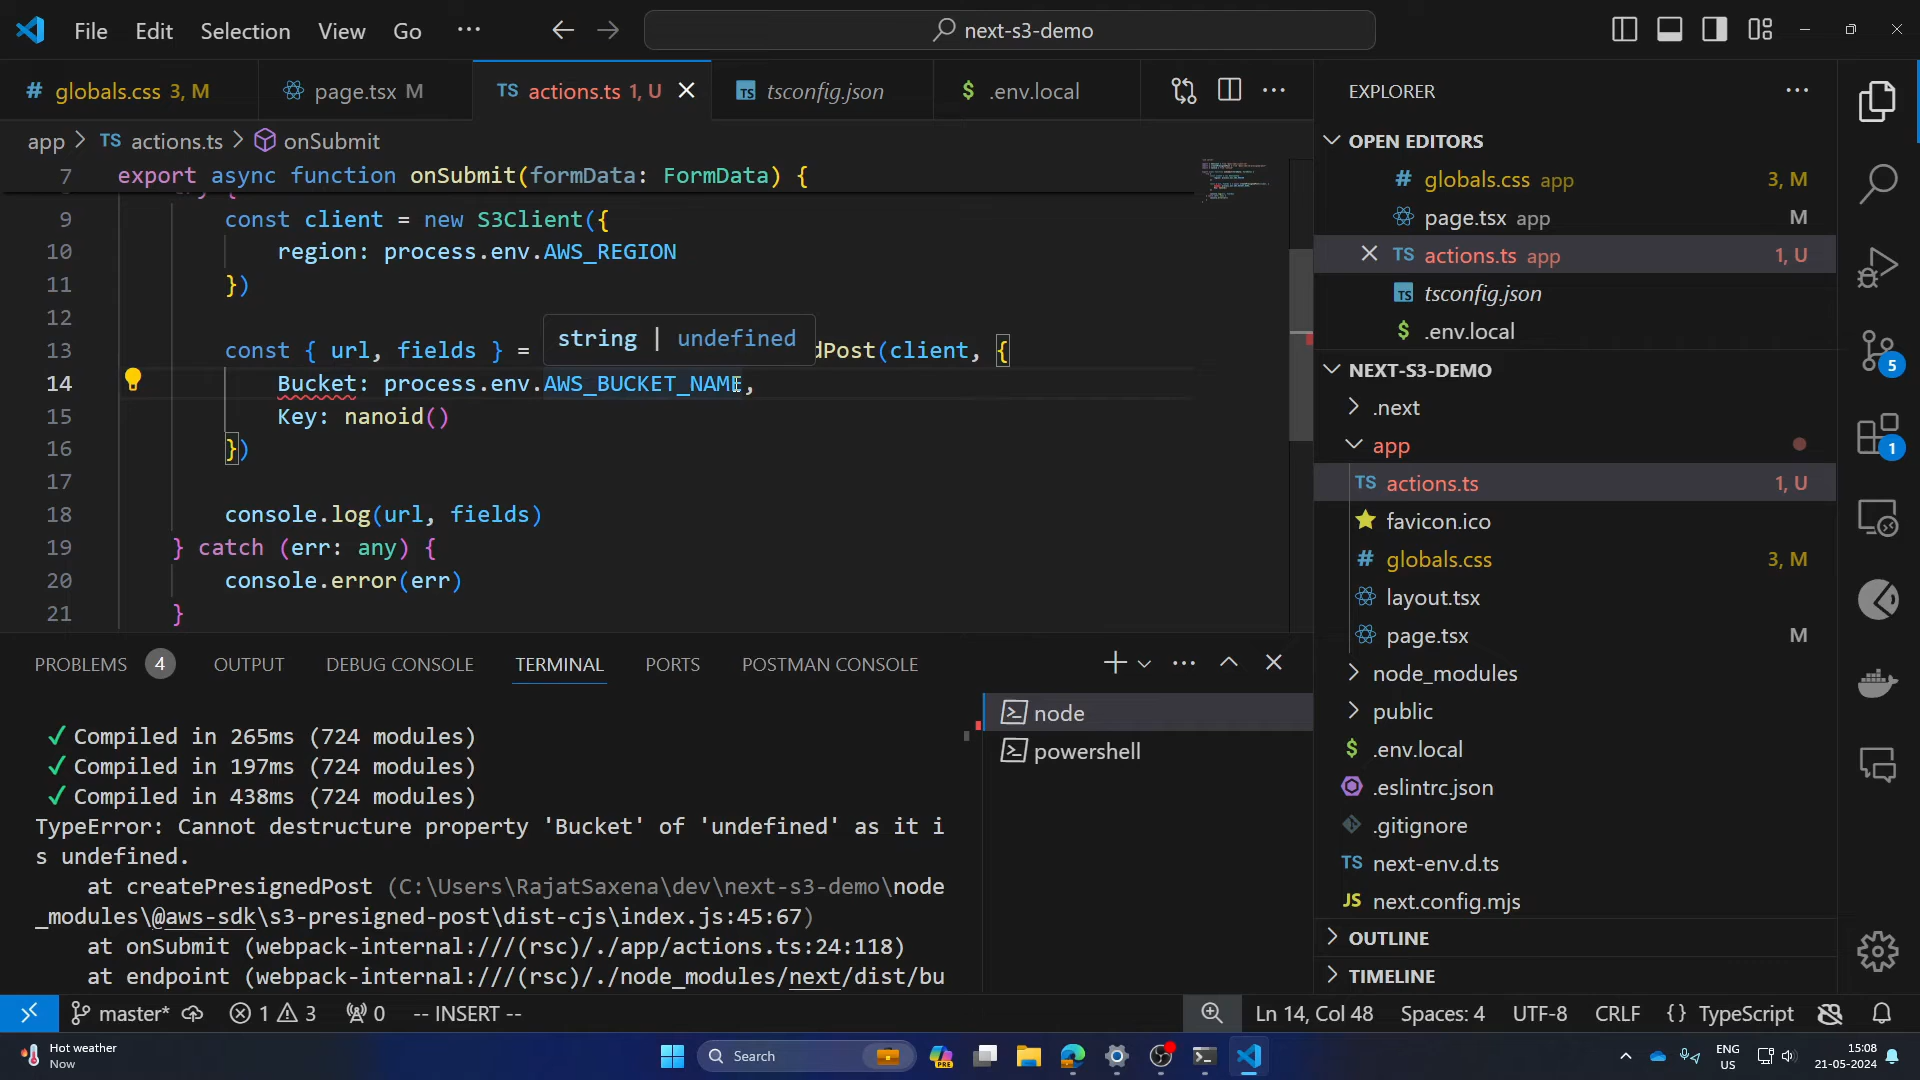 File Edit Selection View Go ··· next-s3-demo
globals.css 3, M page.tsx M TS actions.ts 1, U tsconfig.json $ .env.local
app > TS actions.ts > onSubmit
7 export async function onSubmit(formData: FormData) {
9 const client = new S3Client({
10 region: process.env.AWS_REGION
11 })
12
string | undefined
13 const { url, fields } = dPost(client, {
14 Bucket: process.env.AWS_BUCKET_NAME,
15 Key: nanoid()
16 })
17
18 console.log(url, fields)
19 } catch (err: any) {
20 console.error(err)
21 }
PROBLEMS 4 OUTPUT DEBUG CONSOLE TERMINAL PORTS POSTMAN CONSOLE
✓ Compiled in 265ms (724 modules)
✓ Compiled in 197ms (724 modules)
✓ Compiled in 438ms (724 modules)
TypeError: Cannot destructure property 'Bucket' of 'undefined' as it i
s undefined.
at createPresignedPost (C:\Users\RajatSaxena\dev\next-s3-demo\node
_modules\@aws-sdk\s3-presigned-post\dist-cjs\index.js:45:67)
at onSubmit (webpack-internal:///(rsc)/./app/actions.ts:24:118)
at endpoint (webpack-internal:///(rsc)/./node_modules/next/dist/bu
node
powershell
EXPLORER
OPEN EDITORS
# globals.css app 3, M
page.tsx app M
TS actions.ts app 1, U
TS tsconfig.json
$ .env.local
NEXT-S3-DEMO
.next
app
TS actions.ts 1, U
favicon.ico
# globals.css 3, M
layout.tsx
page.tsx M
node_modules
public
$ .env.local
.eslintrc.json
.gitignore
TS next-env.d.ts
JS next.config.mjs
OUTLINE
TIMELINE
5
1
master* 1 3 0 -- INSERT -- Ln 14, Col 48 Spaces: 4 UTF-8 CRLF {} TypeScript
Hot weather
Now
Search
PRE
ENG
US
15:08
21-05-2024